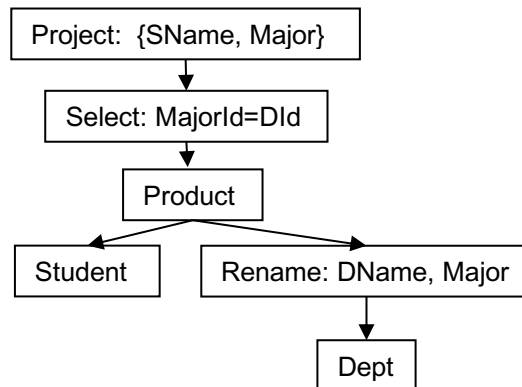 Project: {SName, Major}
Select: MajorId=DId
Product
Student
Rename: DName, Major
Dept